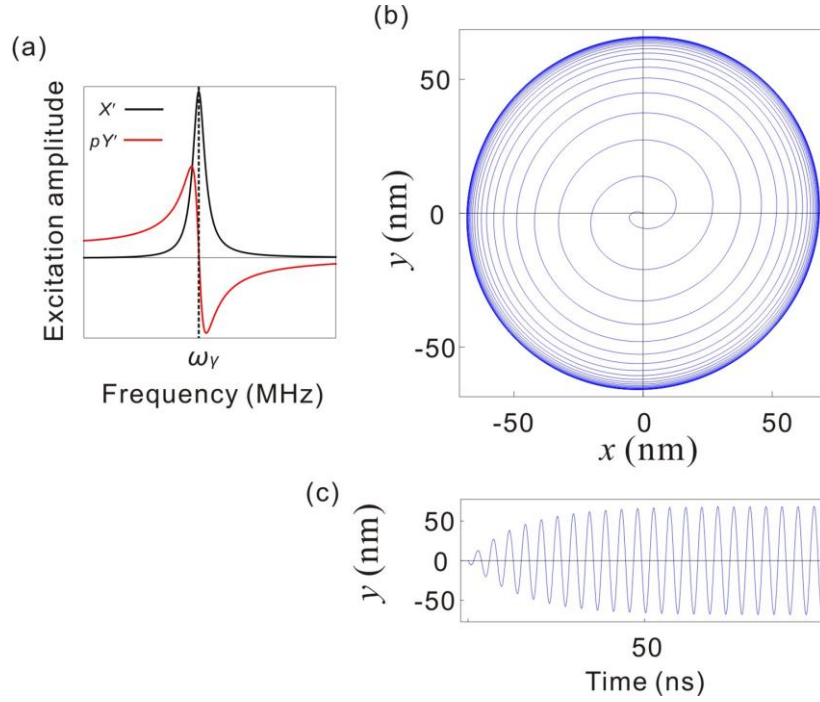 (a)
Excitation amplitude
X'
pY'
ωγ
Frequency (MHz)
(b)
y (nm)
50
0
-50
-50
0
50
x (nm)
(c)
y (nm)
50
0
-50
50
Time (ns)